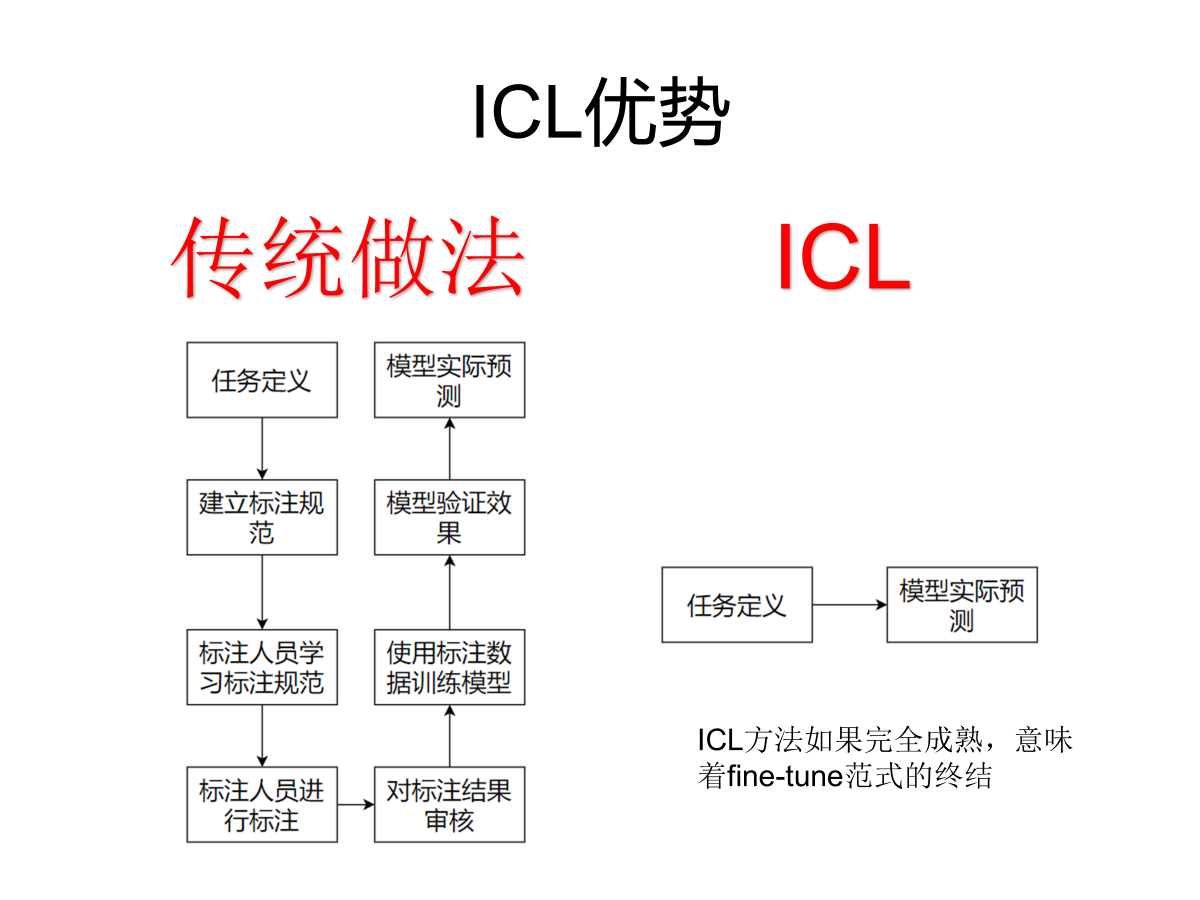 ICL优势
传统做法
任务定义
建立标注规
范
标注人员学
习标注规范
标注人员进
行标注
对标注结果
审核
使用标注数
据训练模型
模型验证效
果
模型实际预
测
ICL
任务定义
模型实际预
测
ICL方法如果完全成熟，意味
着fine-tune范式的终结